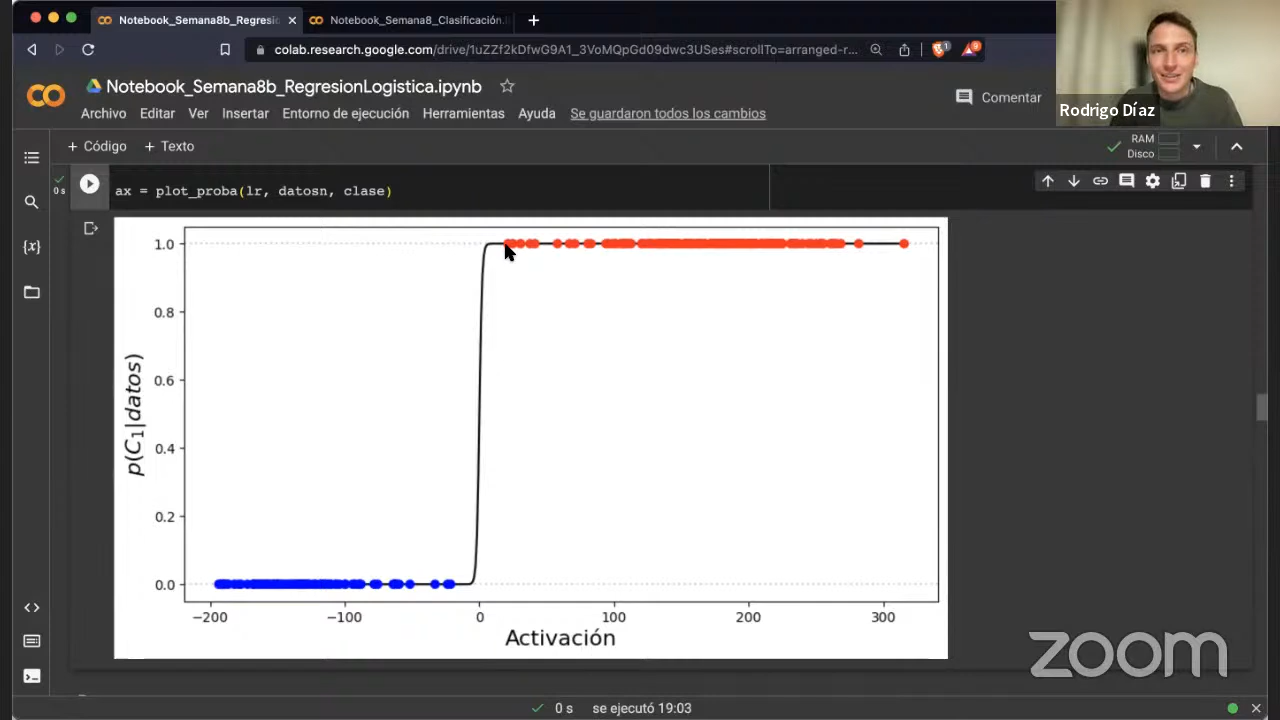 Notebook_Semana8b_Regresi
Notebook_Semana8_Clasificación.i
colab.research.google.com/drive/1uZZf2kDfwG9A1_3VoMQpGd09dwc3USes#scrollTo=arranged-r...
1
9
Notebook_Semana8b_RegresionLogistica.ipynb
Comentar
Rodrigo Díaz
Archivo Editar Ver Insertar Entorno de ejecución Herramientas Ayuda Se guardaron todos los cambios
+ Código + Texto
RAM
Disco
0 s
ax = plot_proba(lr, datosn, clase)
{x}
p(C1|datos)
1.0
0.8
0.6
0.4
0.2
0.0
−200 −100 0 100 200 300
Activación
zoom
0 s se ejecutó 19:03